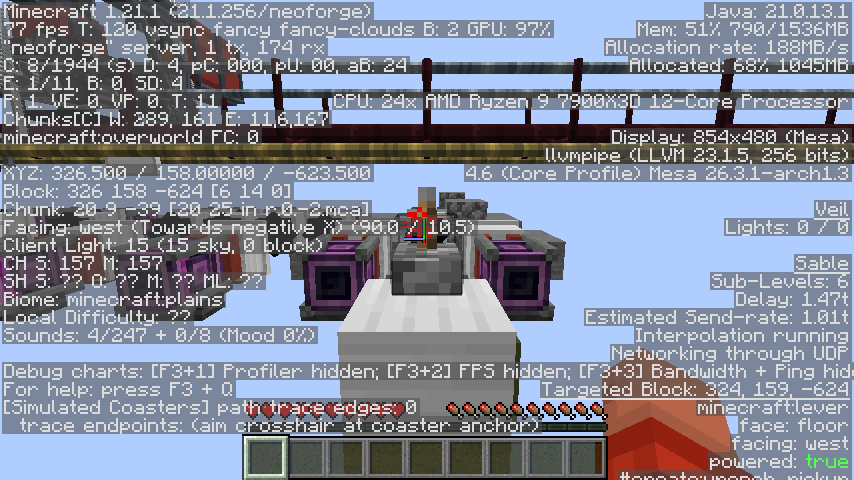 Minecraft 1.21.1 (21.1.256/neoforge)
77 fps T: 120 vsync fancy fancy-clouds B: 2 GPU: 97%
"neoforge" server, 1 tx, 174 rx
C: 8/1944 (s) D: 4, pC: 000, pU: 00, aB: 24
E: 1/11, B: 0, SD: 4
P: 1, VE: 0, VP: 0, T: 11
Chunks[C] W: 289, 161 E: 11,6,167
minecraft:overworld FC: 0
XYZ: 326.500 / 158.00000 / -623.500
Block: 326 158 -624 [6 14 0]
Chunk: 20 9 -39 [20 25 in r.0.-2.mca]
Facing: west (Towards negative X) (90.0 / 10.5)
Client Light: 15 (15 sky, 0 block)
CH S: 157 M: 157
SH S: ?? M: ?? ML: ??
Biome: minecraft:plains
Local Difficulty: ??
Sounds: 4/247 + 0/8 (Mood 0%)
Debug charts: [F3+1] Profiler hidden; [F3+2] FPS hidden; [F3+3] Bandwidth + Ping hid
For help: press F3 + Q
[Simulated Coasters] path trace edges: 0
trace endpoints: (aim crosshair at coaster anchor)
Java: 21.0.13.1
Mem: 51% 790/1536MB
Allocation rate: 188MB/s
Allocated: 68% 1045MB
CPU: 24x AMD Ryzen 9 7900X3D 12-Core Processor
Display: 854x480 (Mesa)
llvmpipe (LLVM 23.1.5, 256 bits)
4.6 (Core Profile) Mesa 26.3.1-arch1.3
Veil
Lights: 0 / 0
Sable
Sub-Levels: 6
Delay: 1.47t
Estimated Send-rate: 1.01t
Interpolation running
Networking through UDP
Targeted Block: 324, 159, -624
minecraft:lever
face: floor
facing: west
powered: true
#create:wrench_pickup